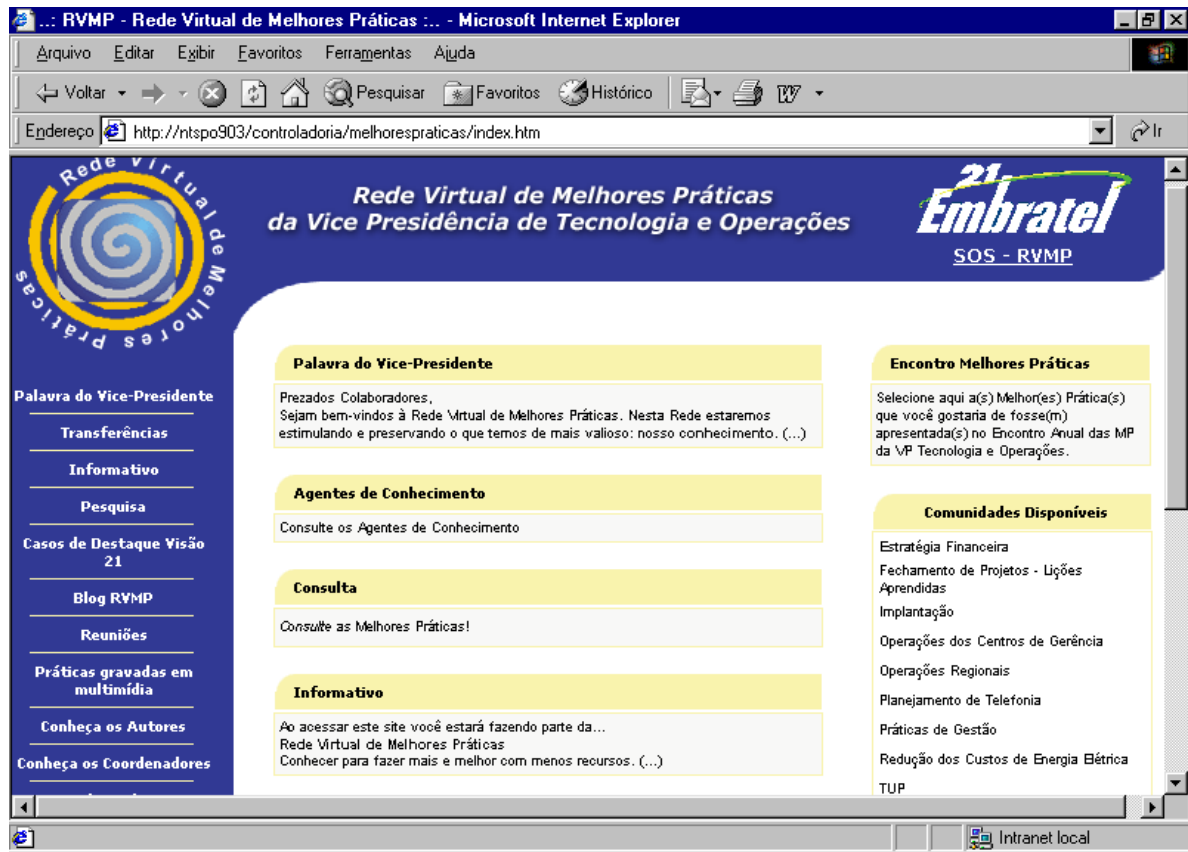 ..: RVMP - Rede Virtual de Melhores Práticas :.. - Microsoft Internet Explorer
Arquivo Editar Exibir Favoritos Ferramentas Ajuda
Voltar Pesquisar Favoritos Histórico
Endereço http://ntspo903/controladoria/melhorespraticas/index.htm Ir
Rede Virtual de Melhores Práticas
Rede Virtual de Melhores Práticas
da Vice Presidência de Tecnologia e Operações
21
Embratel
SOS - RVMP
Palavra do Vice-Presidente
Transferências
Informativo
Pesquisa
Casos de Destaque Visão
21
Blog RVMP
Reuniões
Práticas gravadas em
multimídia
Conheça os Autores
Conheça os Coordenadores
Palavra do Vice-Presidente
Prezados Colaboradores,
Sejam bem-vindos à Rede Virtual de Melhores Práticas. Nesta Rede estaremos
estimulando e preservando o que temos de mais valioso: nosso conhecimento. (...)
Agentes de Conhecimento
Consulte os Agentes de Conhecimento
Consulta
Consulte as Melhores Práticas!
Informativo
Ao acessar este site você estará fazendo parte da...
Rede Virtual de Melhores Práticas
Conhecer para fazer mais e melhor com menos recursos. (...)
Encontro Melhores Práticas
Selecione aqui a(s) Melhor(es) Prática(s)
que você gostaria de fosse(m)
apresentada(s) no Encontro Anual das MP
da VP Tecnologia e Operações.
Comunidades Disponíveis
Estratégia Financeira
Fechamento de Projetos - Lições
Aprendidas
Implantação
Operações dos Centros de Gerência
Operações Regionais
Planejamento de Telefonia
Práticas de Gestão
Redução dos Custos de Energia Elétrica
TUP
Intranet local